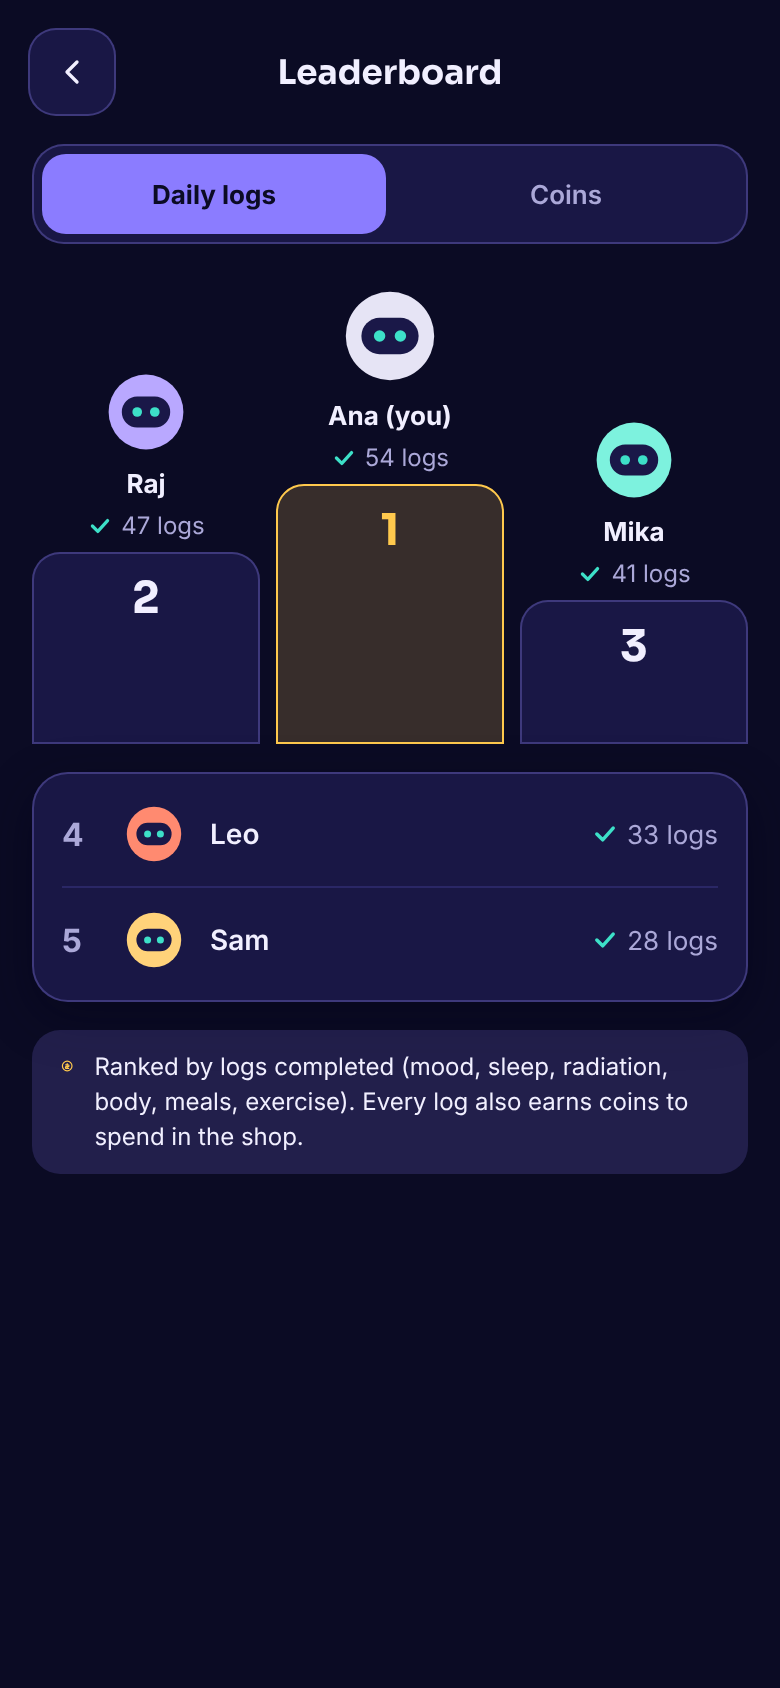 Leaderboard
Daily logs
Coins
Ana (you)
54 logs
1
Raj
47 logs
2
Mika
41 logs
3
4 Leo 33 logs
5 Sam 28 logs
Ranked by logs completed (mood, sleep, radiation,
body, meals, exercise). Every log also earns coins to
spend in the shop.